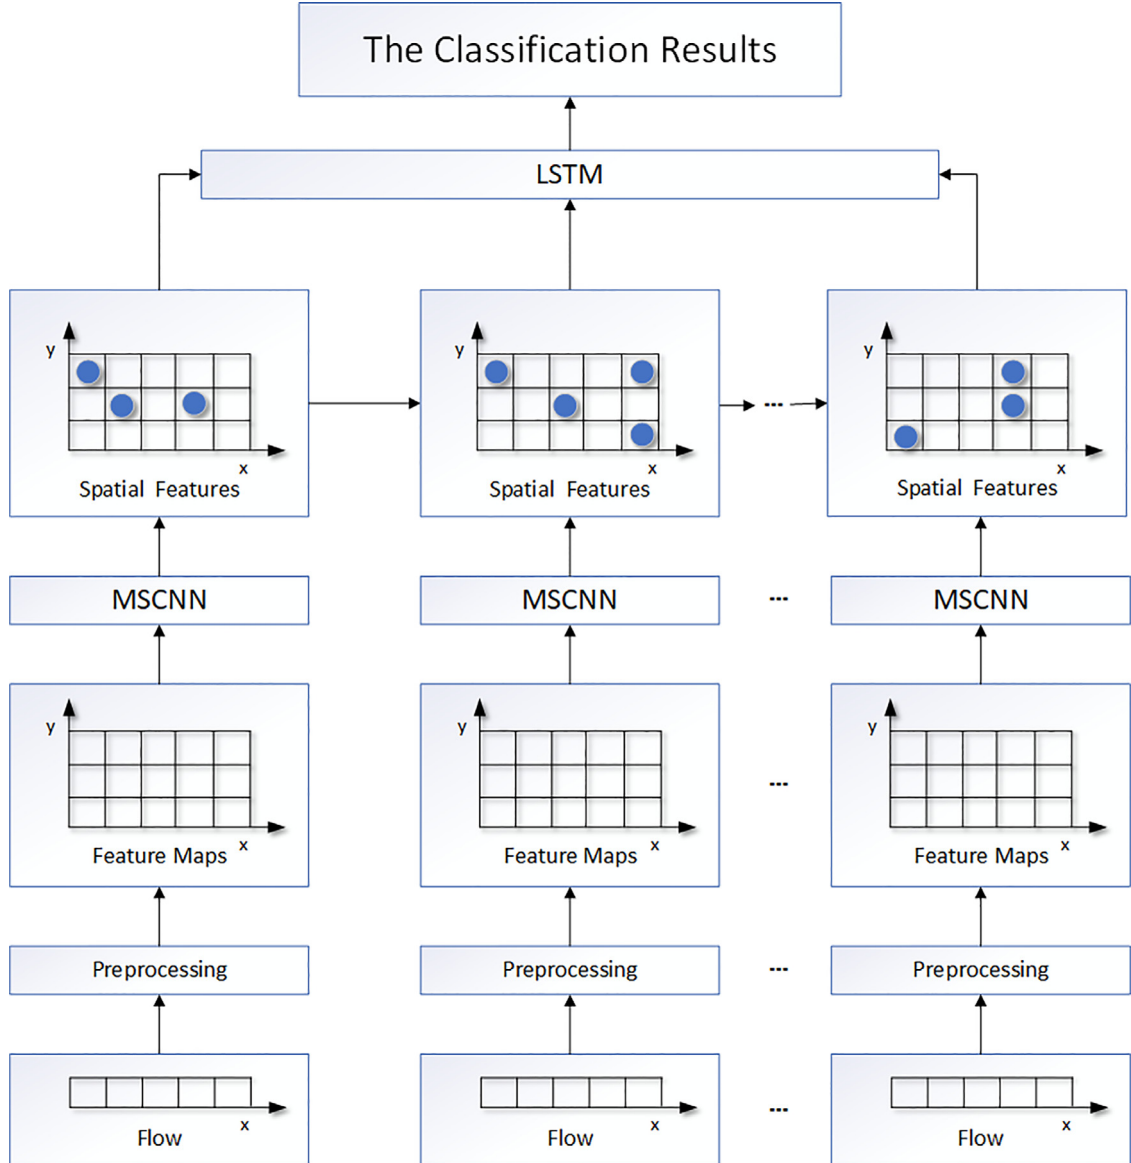 The Classification Results
LSTM
y y y
...
x x x
Spatial Features Spatial Features Spatial Features
MSCNN MSCNN ... MSCNN
y y y
...
x x x
Feature Maps Feature Maps Feature Maps
Preprocessing Preprocessing ... Preprocessing
...
x x x
Flow Flow Flow